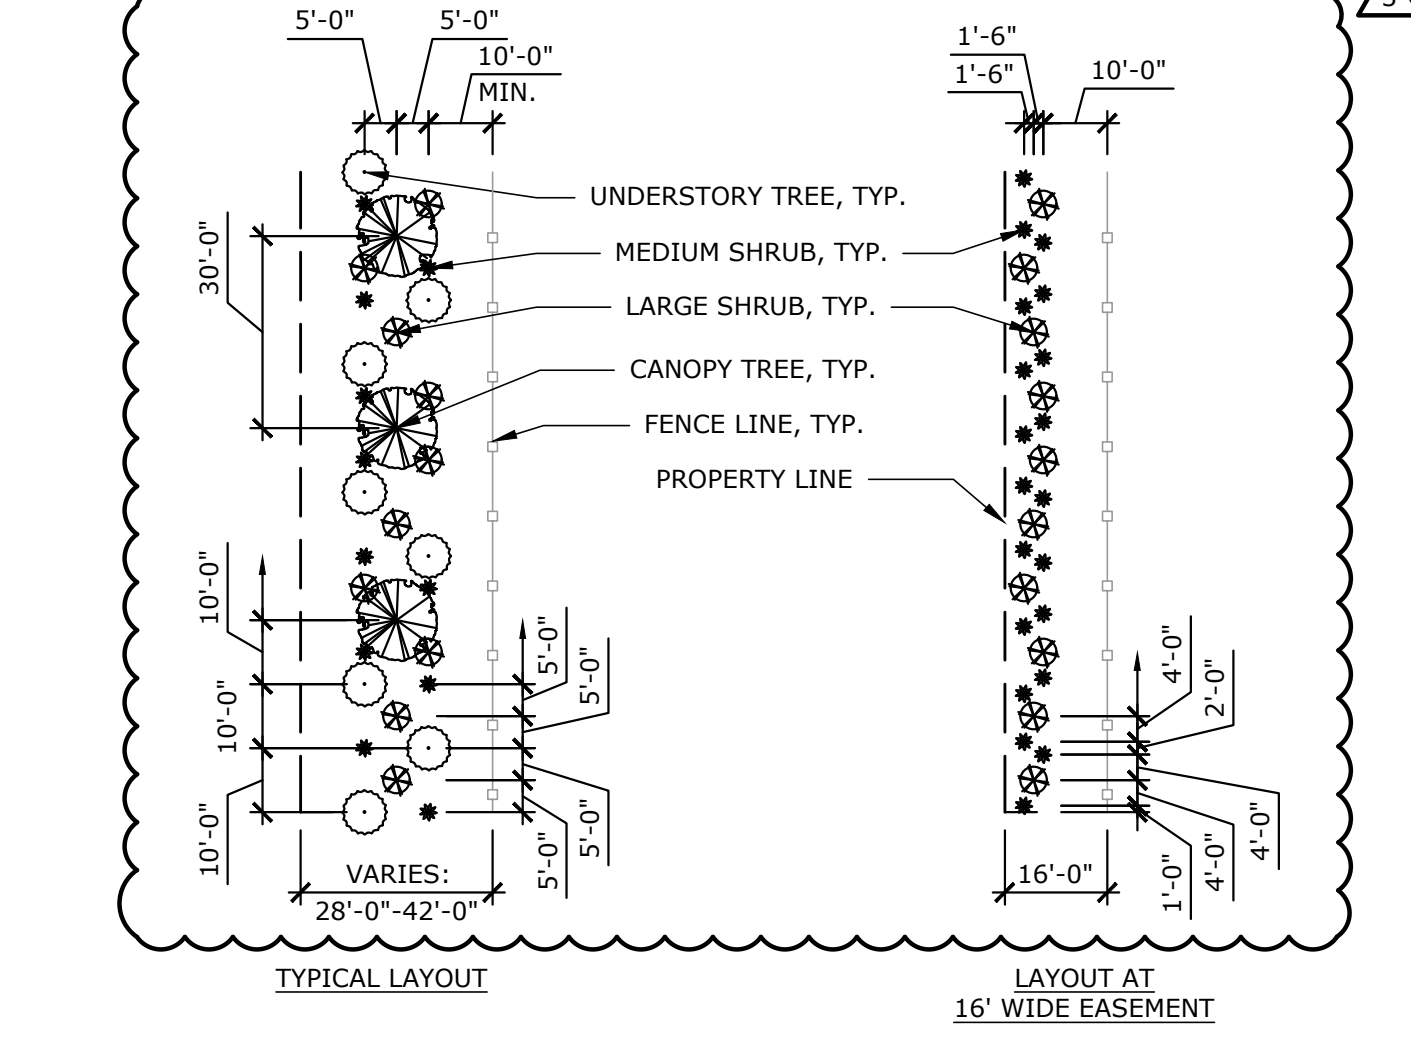 5'-0"
5'-0"
10'-0"
MIN.
1'-6"
1'-6"
10'-0"
UNDERSTORY TREE, TYP.
MEDIUM SHRUB, TYP.
LARGE SHRUB, TYP.
CANOPY TREE, TYP.
FENCE LINE, TYP.
PROPERTY LINE
30'-0"
10'-0"
10'-0"
10'-0"
5'-0"
5'-0"
5'-0"
5'-0"
4'-0"
2'-0"
1'-0"
4'-0"
4'-0"
VARIES:
28'-0"-42'-0"
16'-0"
TYPICAL LAYOUT
LAYOUT AT
16' WIDE EASEMENT